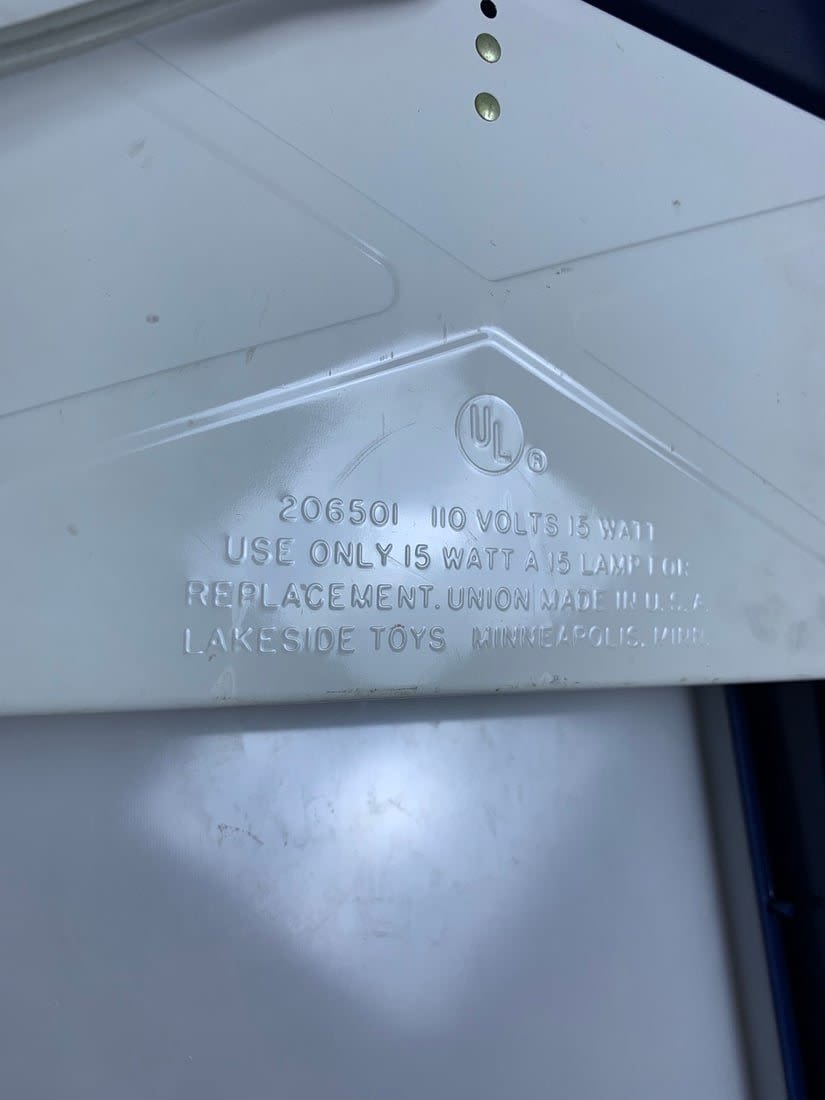 UL ®
206501 110 VOLTS 15 WATT
USE ONLY 15 WATT A 15 LAMP FOR
REPLACEMENT. UNION MADE IN U.S.A.
LAKESIDE TOYS MINNEAPOLIS. MINN.